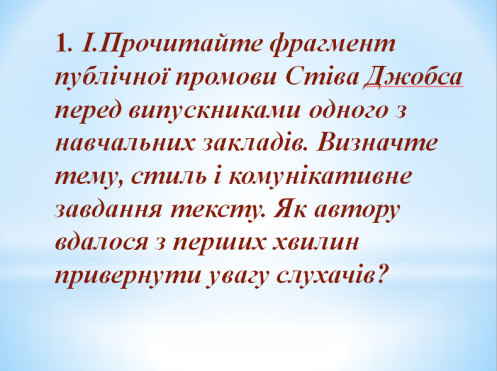 1. І.Прочитайте фрагмент
публічної промови Стіва Джобса
перед випускниками одного з
навчальних закладів. Визначте
тему, стиль і комунікативне
завдання тексту. Як автору
вдалося з перших хвилин
привернути увагу слухачів?